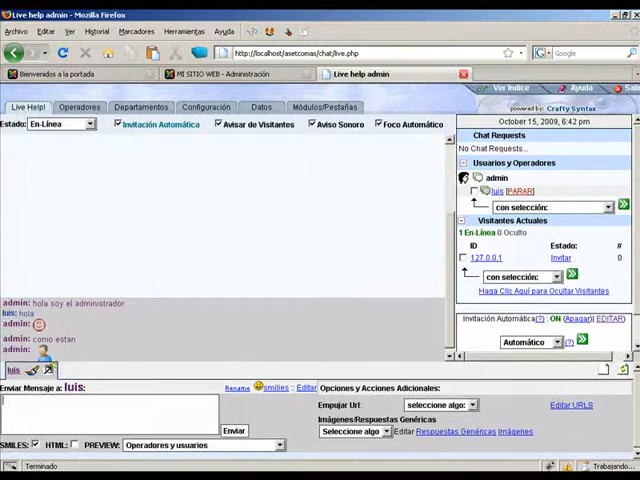 Live help admin - Mozilla Firefox
Archivo Editar Ver Historial Marcadores Herramientas Ayuda
http://localhost/asetcomas/chat/live.php
Google
Bienvenidos a la portada
MI SITIO WEB - Administración
Live help admin
Ver Indice Ayuda Sali
Live Help! Operadores Departamentos Configuración Datos Módulos/Pestañas
powered by: Crafty Syntax
Estado: En-Línea Invitación Automática Avisar de Visitantes Aviso Sonoro Foco Automático
October 15, 2009, 6:42 pm
Chat Requests
No Chat Requests...
Usuarios y Operadores
admin
luis [PARAR]
con selección:
Visitantes Actuales
1 En-Línea 0 Oculto
ID Estado: #
127.0.0.1 Invitar 0
con selección:
Haga Clic Aquí para Ocultar Visitantes
Invitación Automática(?) : ON (Apagar) (EDITAR)
Automático (?)
admin: hola soy el administrador
luis: hola
admin:
admin: como estan
admin:
luis
Enviar Mensaje a luis:
Rename smilies :: Editar
Enviar
SMILES: HTML: PREVIEW: Operadores y usuarios
Opciones y Acciones Adicionales:
Empujar Url: seleccione algo: Editar URLS
Imágenes/Respuestas Genéricas
Seleccione algo Editar Respuestas Genéricas Imágenes
Terminado
Trabajando...